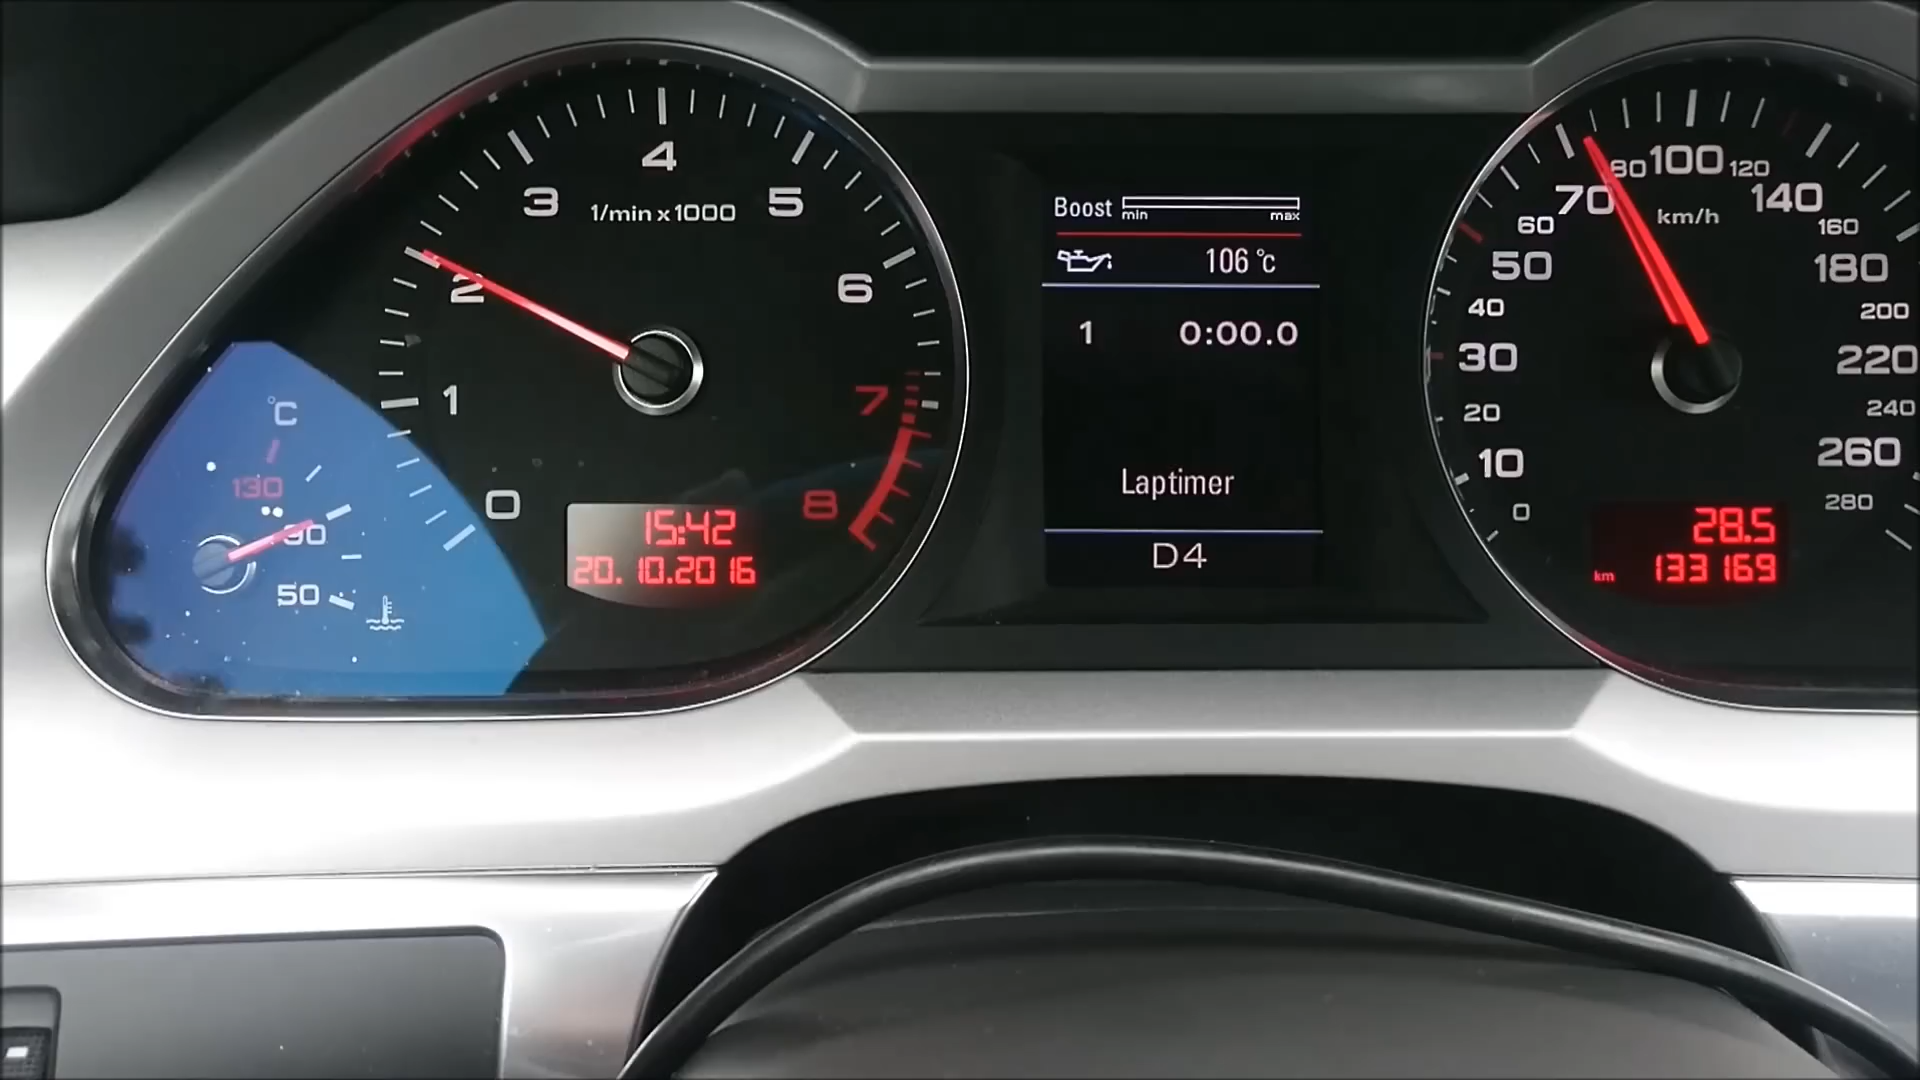 4
3
1/min x 1000
5
2
6
°C
1
7
130
90
0
8
50
15:42
20.10.2016
Boost min max
106 °C
1 0:00.0
Laptimer
D4
80 100 120
70 140
km/h
60 160
50 180
40 200
30 220
20 240
10 260
0 280
28.5
km 133169